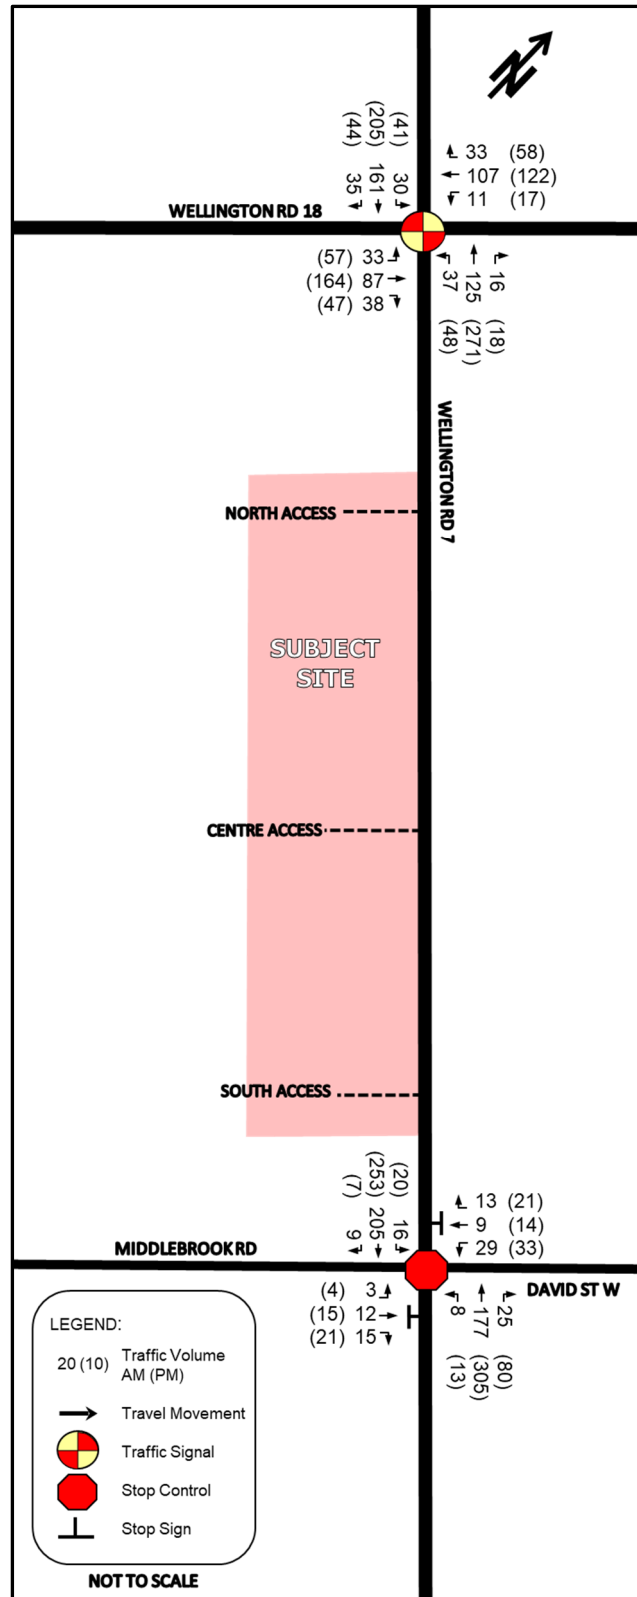 N
(44) (205) (41)
35 161 30
33 (58)
107 (122)
11 (17)
WELLINGTON RD 18
(57) 33
(164) 87
(47) 38
37 125 16
(48) (271) (18)
WELLINGTON RD 7
NORTH ACCESS
SUBJECT
SITE
CENTRE ACCESS
SOUTH ACCESS
(7) (253) (20)
9 205 16
13 (21)
9 (14)
29 (33)
MIDDLEBROOK RD
DAVID ST W
(4) 3
(15) 12
(21) 15
8 177 25
(13) (305) (80)
LEGEND:
20 (10) Traffic Volume
AM (PM)
Travel Movement
Traffic Signal
Stop Control
Stop Sign
NOT TO SCALE